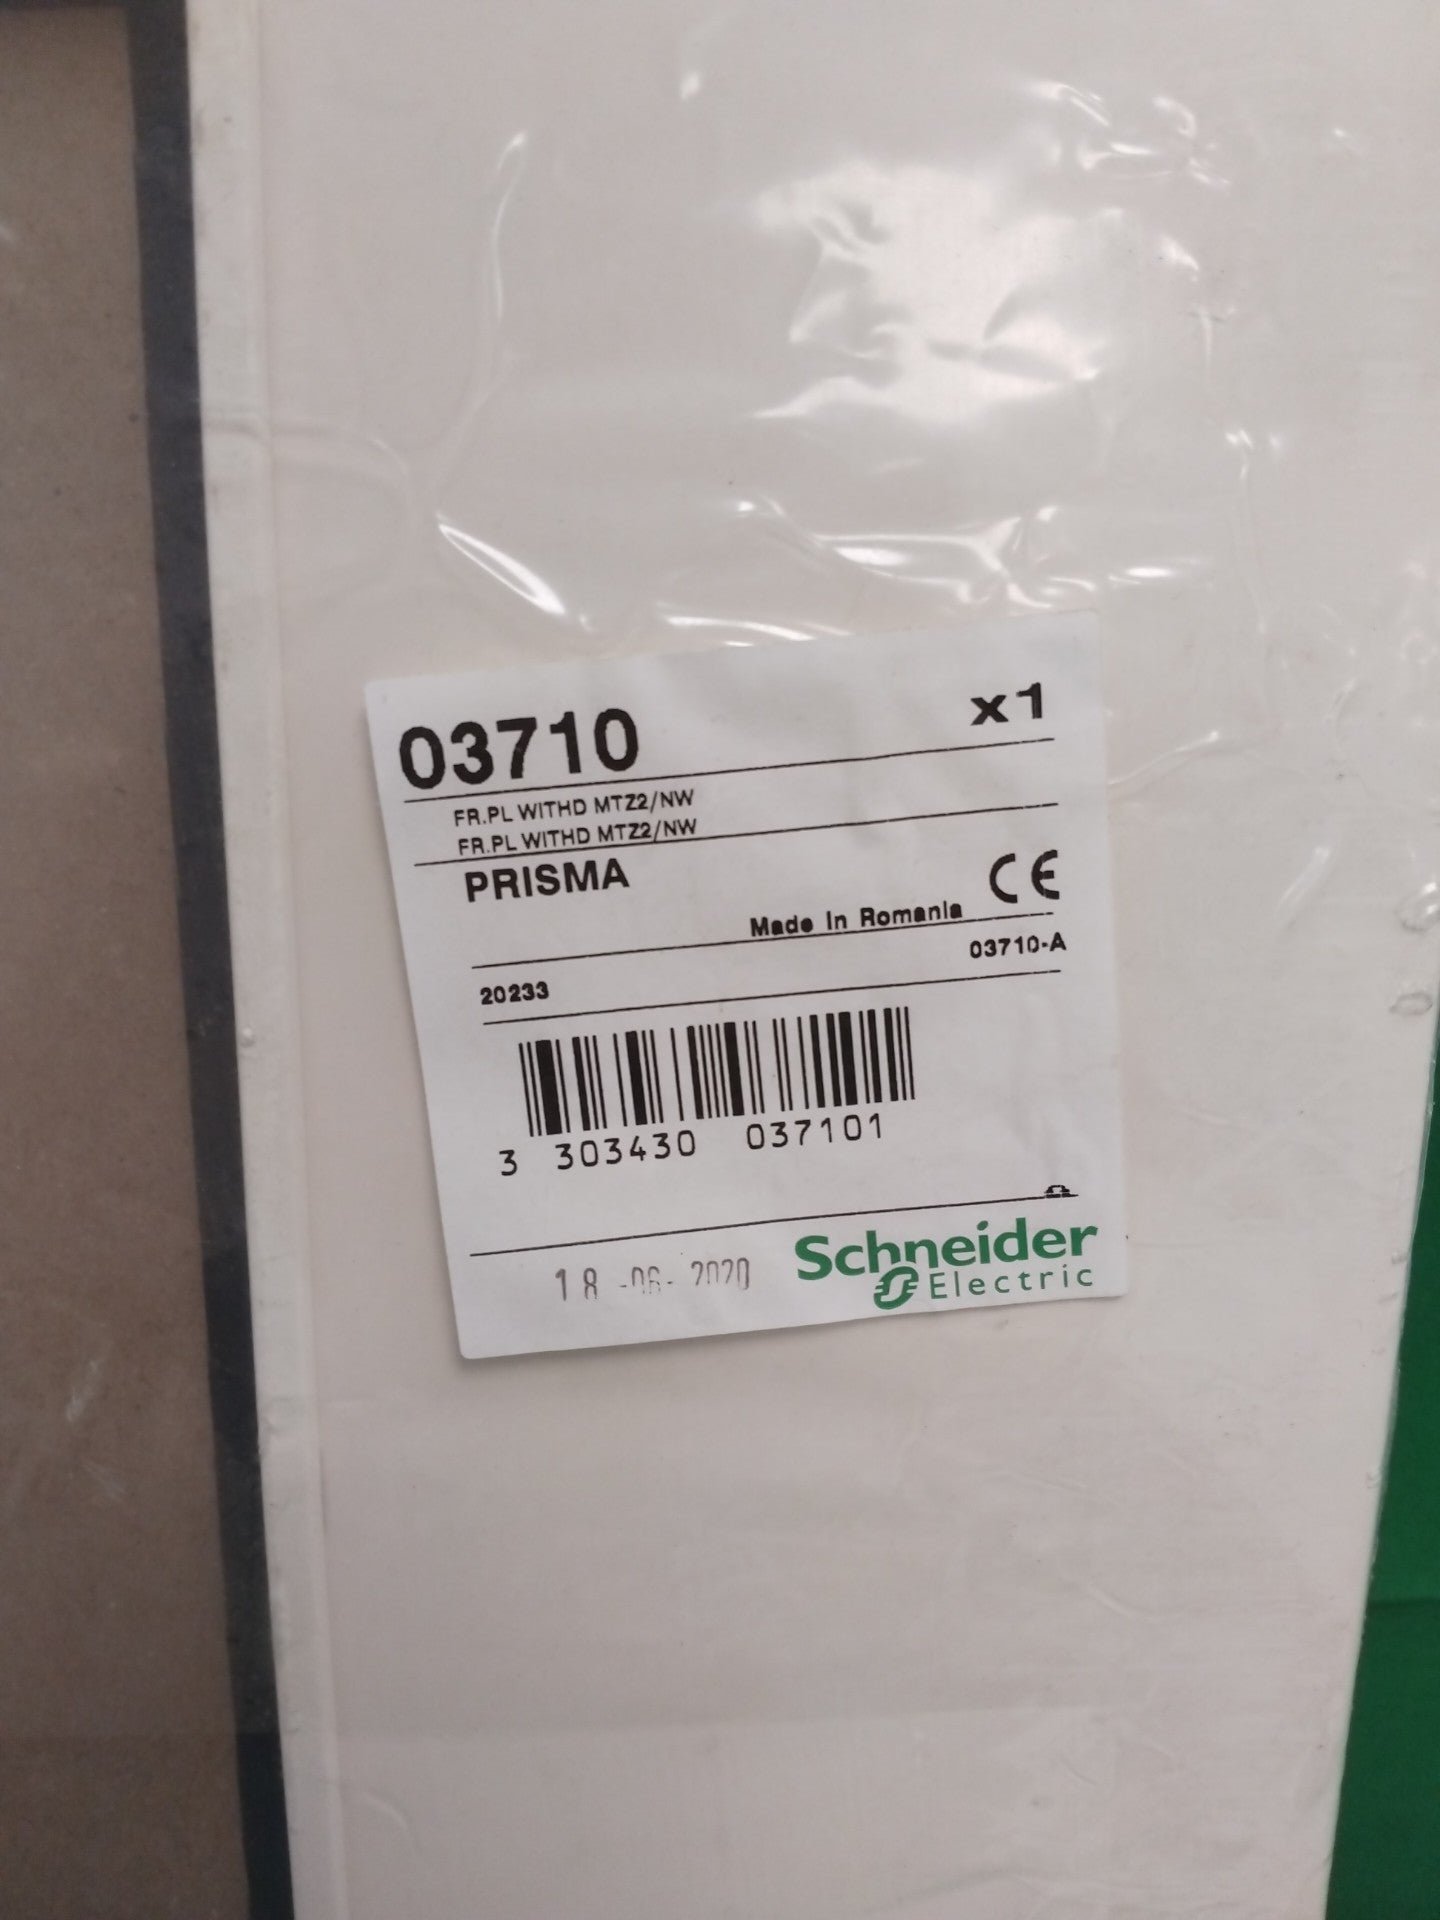 03710 x1
FR.PL WITHD MTZ2/NW
FR.PL WITHD MTZ2/NW
PRISMA CE
Made in Romania
03710-A
20233
3 303430 037101
18 -06- 2020
Schneider
Electric